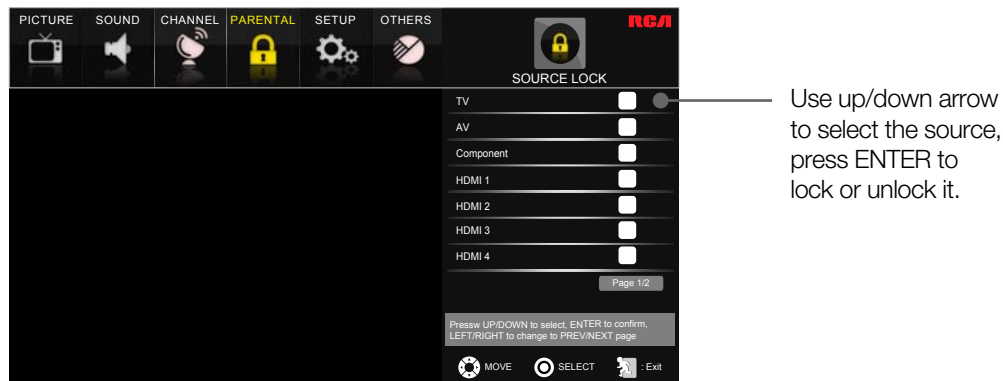 PICTURE SOUND CHANNEL PARENTAL SETUP OTHERS
RCA
SOURCE LOCK
TV
AV
Component
HDMI 1
HDMI 2
HDMI 3
HDMI 4
Page 1/2
Pressw UP/DOWN to select, ENTER to confirm,
LEFT/RIGHT to change to PREV/NEXT page
MOVE SELECT : Exit
Use up/down arrow
to select the source,
press ENTER to
lock or unlock it.